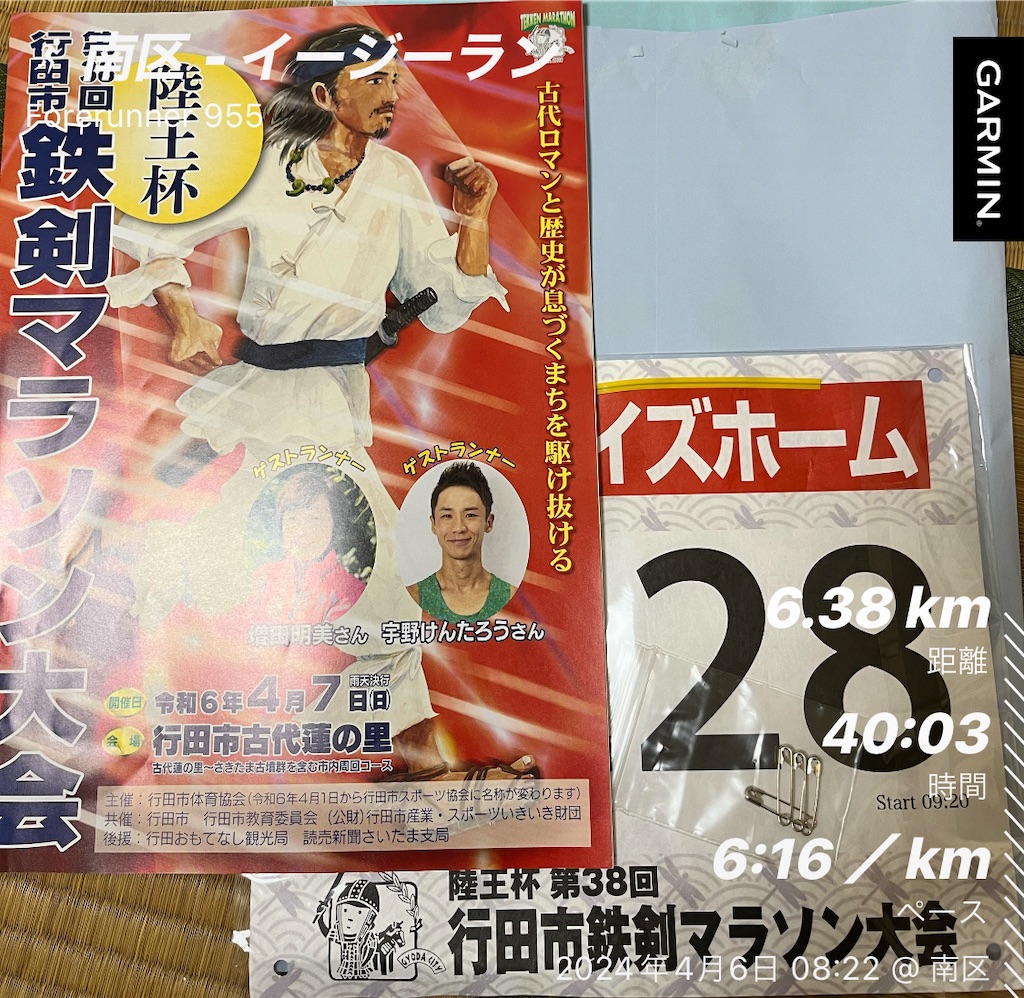 南区 - イージーラン
Forerunner 955
GARMIN
TEKKEN MARATHON
第38回
行田市
陸王杯
鉄剣マラソン大会
古代ロマンと歴史が息づくまちを駆け抜ける
ゲストランナー
ゲストランナー
増田明美さん
宇野けんたろうさん
開催日 令和6年4月7日(日)
雨天決行
会場 行田市古代蓮の里
古代蓮の里〜さきたま古墳群を含む市内周回コース
主催:行田市体育協会(令和6年4月1日から行田市スポーツ協会に名称が変わります)
共催:行田市 行田市教育委員会 (公財)行田市産業・スポーツいきいき財団
後援:行田おもてなし観光局 読売新聞さいたま支局
イズホーム
28
Start 09:20
陸王杯 第38回
行田市鉄剣マラソン大会
GYODA CITY
6.38 km
距離
40:03
時間
6:16 / km
ペース
2024年4月6日 08:22 @ 南区